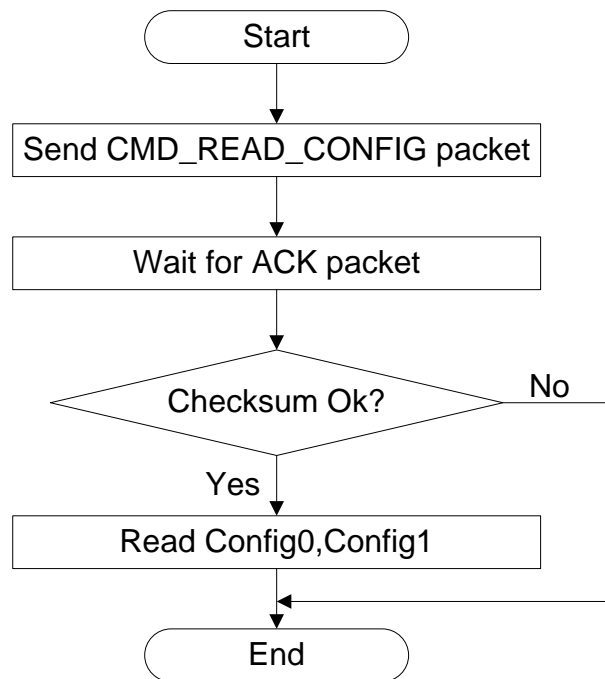 Start
Send CMD_READ_CONFIG packet
Wait for ACK packet
Checksum Ok?
No
Yes
Read Config0,Config1
End